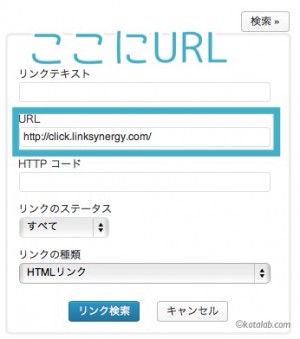 検索 »
ここにURL
リンクテキスト
URL
http://click.linksynergy.com/
HTTP コード
リンクのステータス
すべて
リンクの種類
HTMLリンク
リンク検索 キャンセル
©kotalab.com